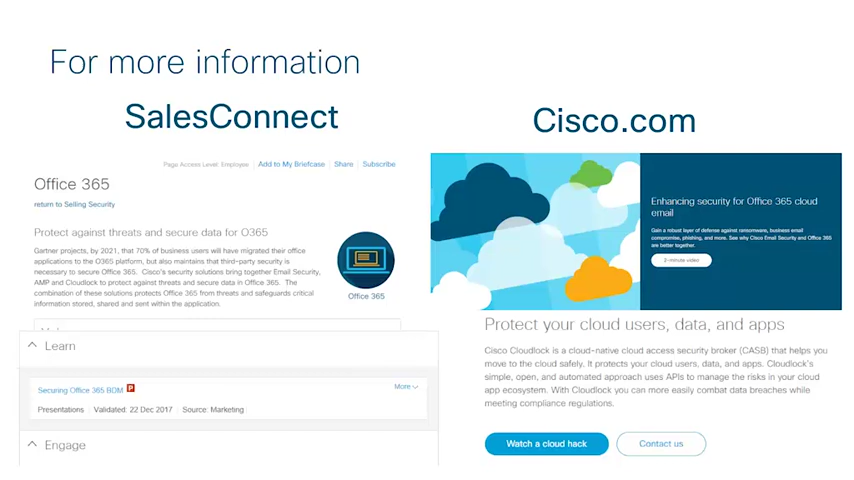 For more information
SalesConnect
Page Access Level: Employee
Add to My Briefcase
Share
Subscribe
Office 365
return to Selling Security
Protect against threats and secure data for O365
Gartner projects, by 2021, that 70% of business users will have migrated their office
applications to the O365 platform, but also maintains that third-party security is
necessary to secure Office 365. Cisco's security solutions bring together Email Security,
AMP and Cloudlock to protect against threats and secure data in Office 365. The
combination of these solutions protects Office 365 from threats and safeguards critical
information stored, shared and sent within the application.
Office 365
Learn
Securing Office 365 BDM
P
More
Presentations
Validated: 22 Dec 2017
Source: Marketing
Engage
Cisco.com
Enhancing security for Office 365 cloud
email
Gain a robust layer of defense against ransomware, business email
compromise, phishing, and more. See why Cisco Email Security and Office 365
are better together.
2-minute video
Protect your cloud users, data, and apps
Cisco Cloudlock is a cloud-native cloud access security broker (CASB) that helps you
move to the cloud safely. It protects your cloud users, data, and apps. Cloudlock's
simple, open, and automated approach uses APIs to manage the risks in your cloud
app ecosystem. With Cloudlock you can more easily combat data breaches while
meeting compliance regulations.
Watch a cloud hack
Contact us